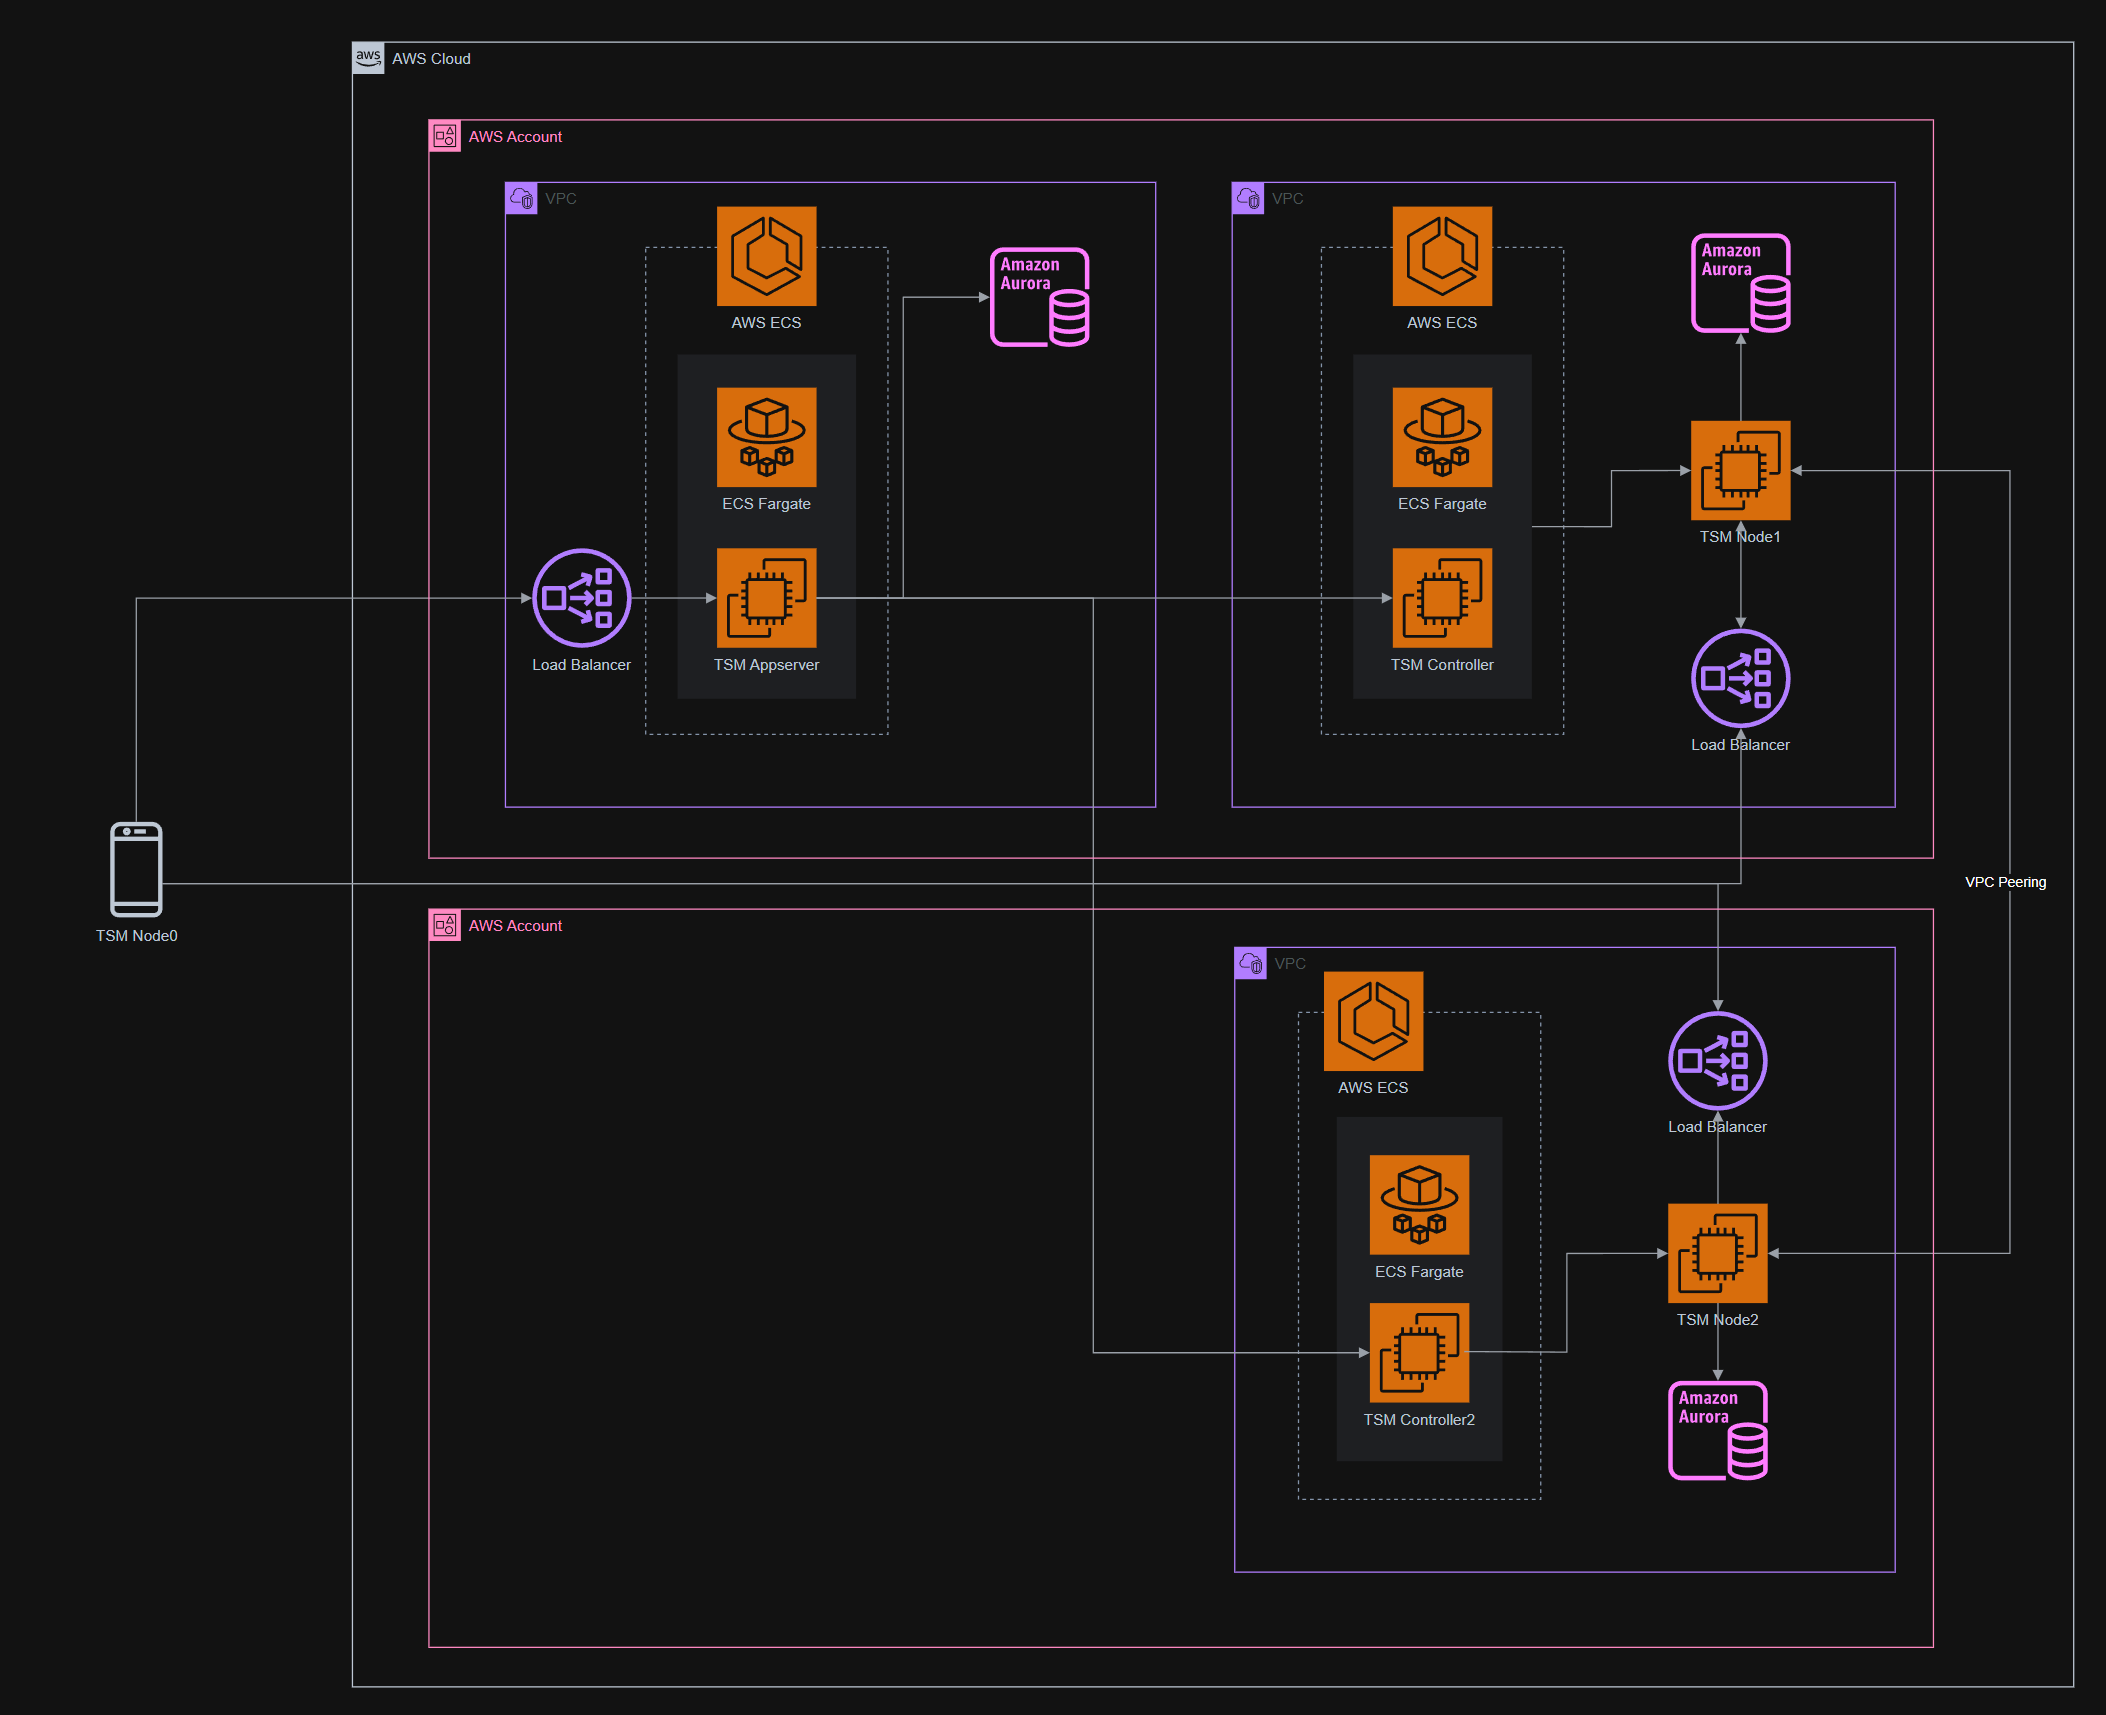 aws
AWS Cloud
AWS Account
VPC
AWS ECS
Amazon
Aurora
ECS Fargate
Load Balancer
TSM Appserver
VPC
AWS ECS
Amazon
Aurora
ECS Fargate
TSM Node1
TSM Controller
Load Balancer
TSM Node0
VPC Peering
AWS Account
VPC
AWS ECS
Load Balancer
ECS Fargate
TSM Node2
TSM Controller2
Amazon
Aurora